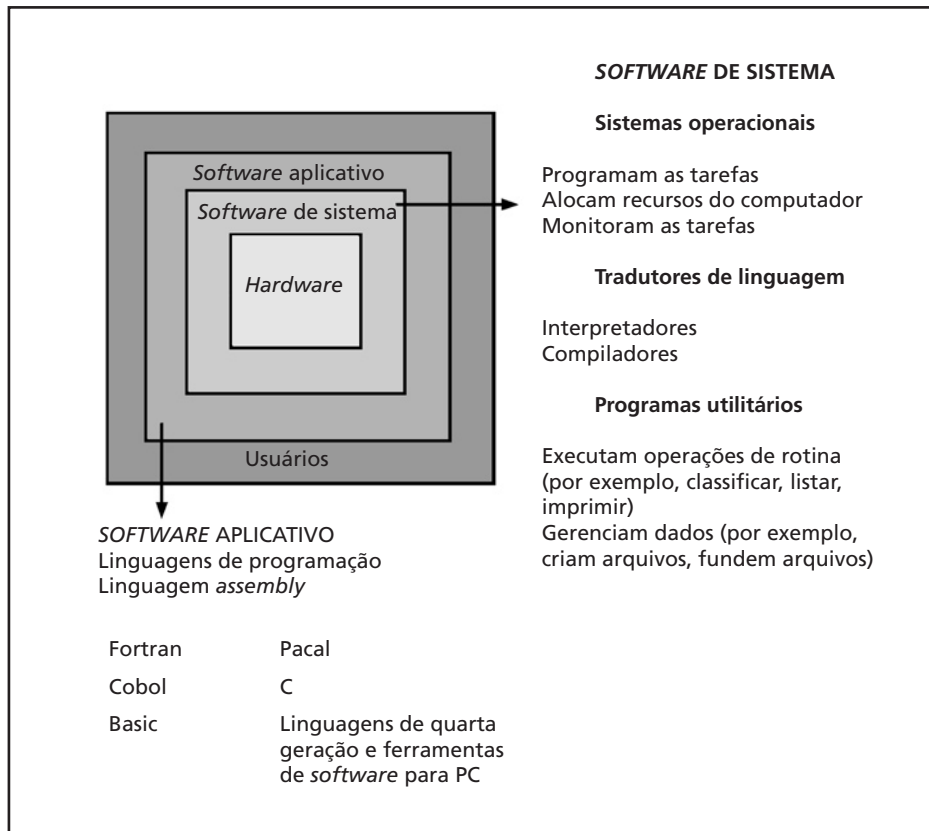 SOFTWARE DE SISTEMA
Sistemas operacionais
Programam as tarefas
Alocam recursos do computador
Monitoram as tarefas
Tradutores de linguagem
Interpretadores
Compiladores
Programas utilitários
Executam operações de rotina
(por exemplo, classificar, listar,
imprimir)
Gerenciam dados (por exemplo,
criam arquivos, fundem arquivos)
Software aplicativo
Software de sistema
Hardware
Usuários
SOFTWARE APLICATIVO
Linguagens de programação
Linguagem assembly
Fortran Pacal
Cobol C
Basic Linguagens de quarta
geração e ferramentas
de software para PC